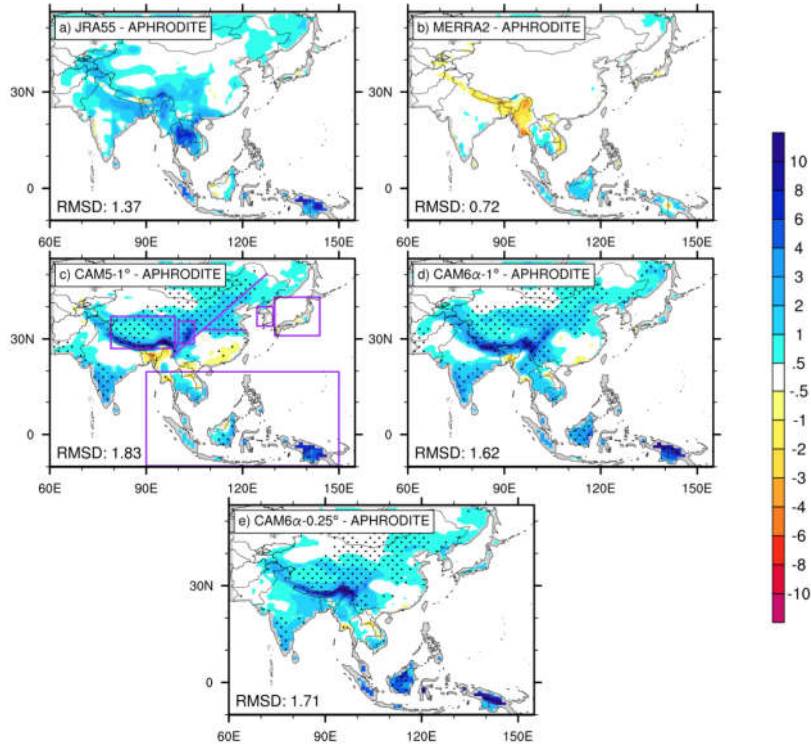 a) JRA55 - APHRODITE
b) MERRA2 - APHRODITE
30N
0
RMSD: 1.37
60E 90E 120E 150E
30N
0
RMSD: 0.72
60E 90E 120E 150E
c) CAM5-1° - APHRODITE
d) CAM6α-1° - APHRODITE
30N
0
RMSD: 1.83
60E 90E 120E 150E
30N
0
RMSD: 1.62
60E 90E 120E 150E
e) CAM6α-0.25° - APHRODITE
30N
0
RMSD: 1.71
60E 90E 120E 150E
10
8
6
4
3
2
1
.5
-.5
-1
-2
-3
-4
-6
-8
-10